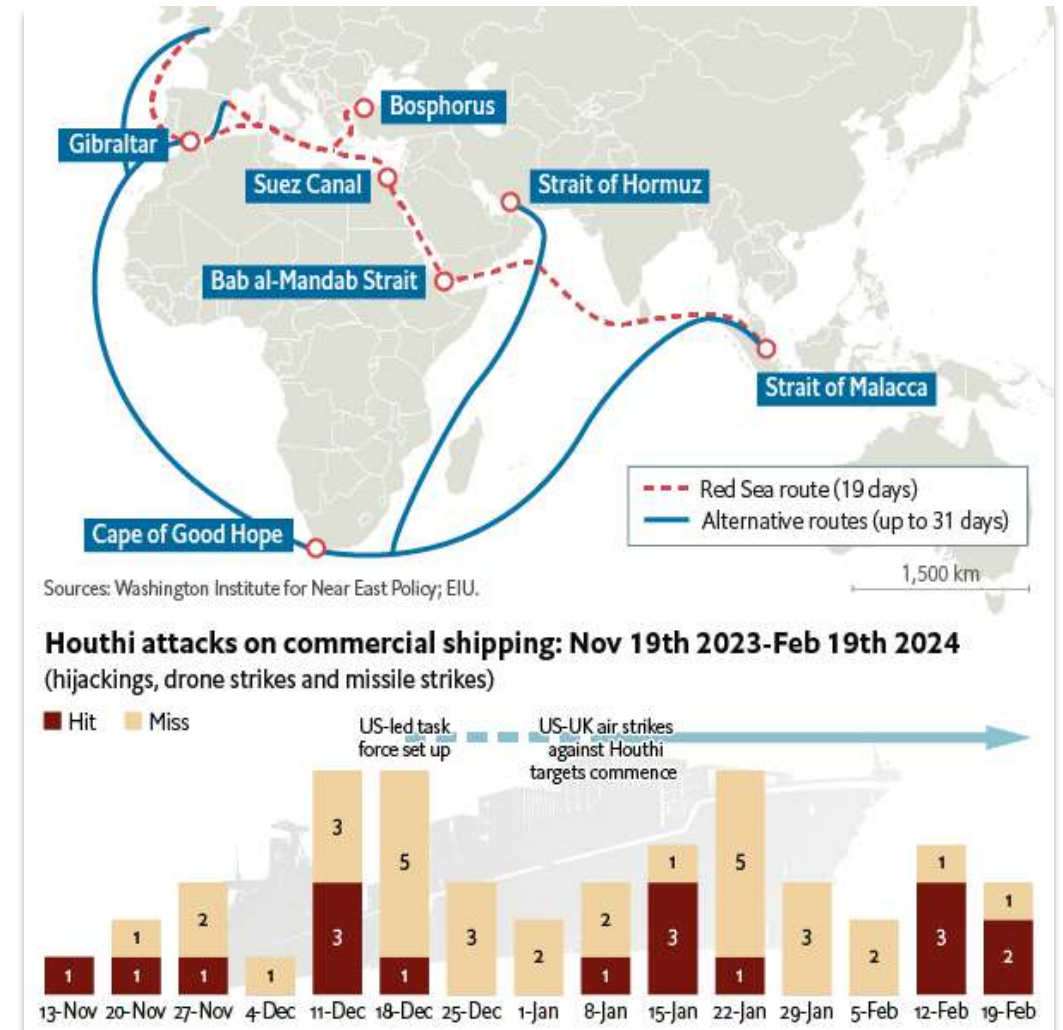 Bosphorus
Gibraltar
Suez Canal
Strait of Hormuz
Bab al-Mandab Strait
Strait of Malacca
Red Sea route (19 days)
Alternative routes (up to 31 days)
Cape of Good Hope
1,500 km
Sources: Washington Institute for Near East Policy; EIU.
Houthi attacks on commercial shipping: Nov 19th 2023-Feb 19th 2024
(hijackings, drone strikes and missile strikes)
Hit Miss
US-led task
force set up
US-UK air strikes
against Houthi
targets commence
3 5 5
1 1
2 2
1 3 3 1
1 3 2 3 3 2 3 2
1 1 1 1 1 1
13-Nov 20-Nov 27-Nov 4-Dec 11-Dec 18-Dec 25-Dec 1-Jan 8-Jan 15-Jan 22-Jan 29-Jan 5-Feb 12-Feb 19-Feb